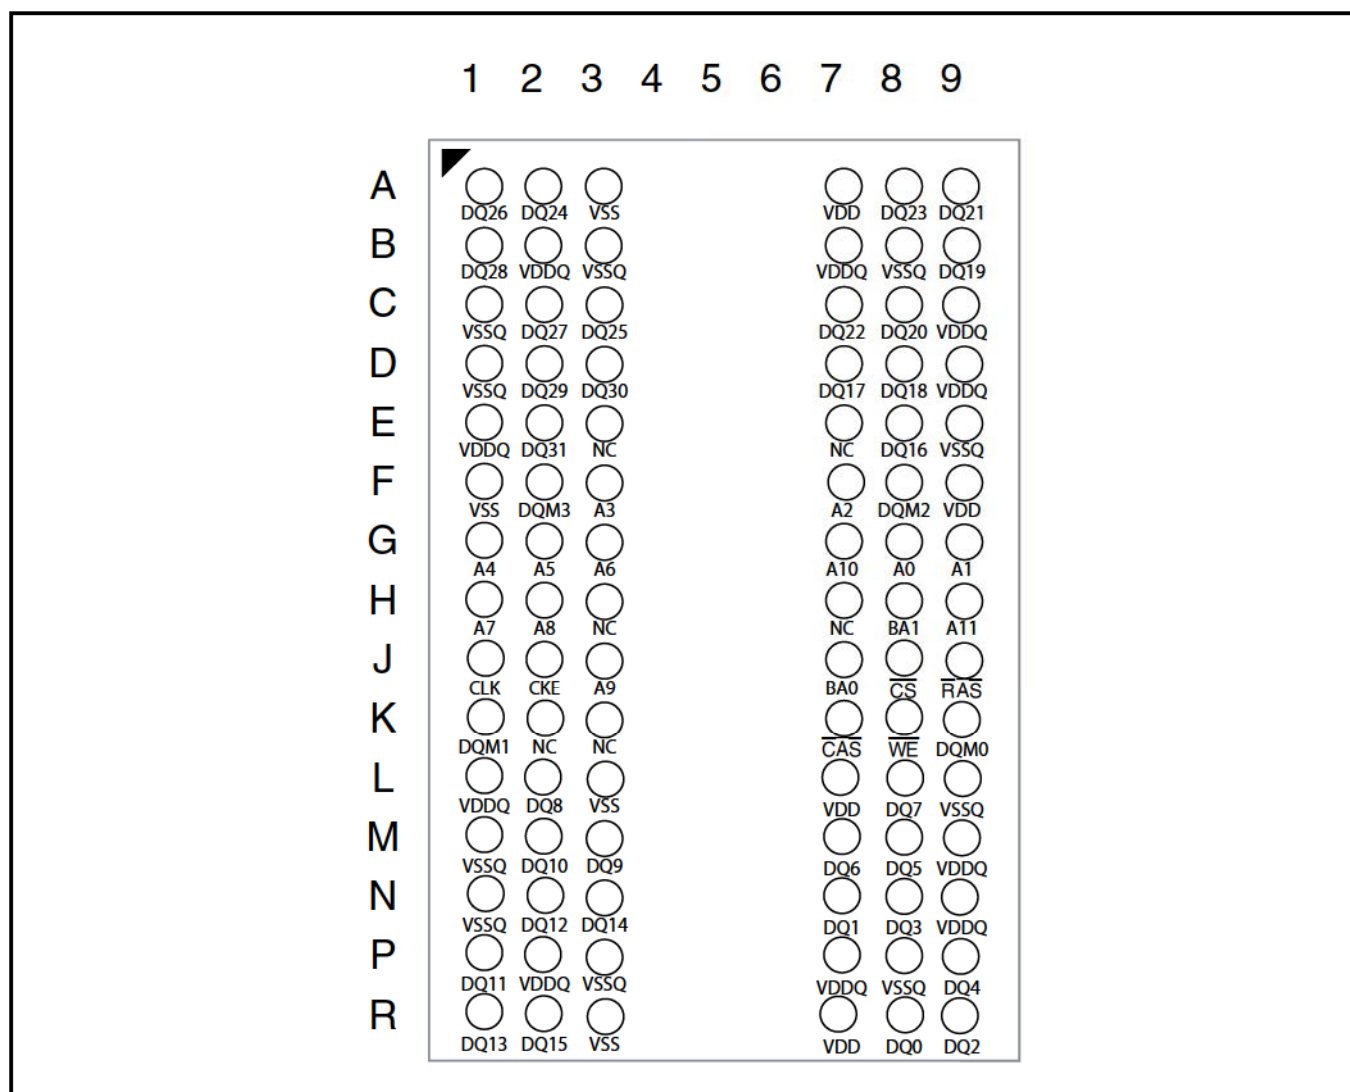 1 2 3 4 5 6 7 8 9
A
DQ26 DQ24 VSS VDD DQ23 DQ21
B
DQ28 VDDQ VSSQ VDDQ VSSQ DQ19
C
VSSQ DQ27 DQ25 DQ22 DQ20 VDDQ
D
VSSQ DQ29 DQ30 DQ17 DQ18 VDDQ
E
VDDQ DQ31 NC NC DQ16 VSSQ
F
VSS DQM3 A3 A2 DQM2 VDD
G
A4 A5 A6 A10 A0 A1
H
A7 A8 NC NC BA1 A11
J
CLK CKE A9 BA0 C̅S̅ R̅A̅S̅
K
DQM1 NC NC C̅A̅S̅ W̅E̅ DQM0
L
VDDQ DQ8 VSS VDD DQ7 VSSQ
M
VSSQ DQ10 DQ9 DQ6 DQ5 VDDQ
N
VSSQ DQ12 DQ14 DQ1 DQ3 VDDQ
P
DQ11 VDDQ VSSQ VDDQ VSSQ DQ4
R
DQ13 DQ15 VSS VDD DQ0 DQ2